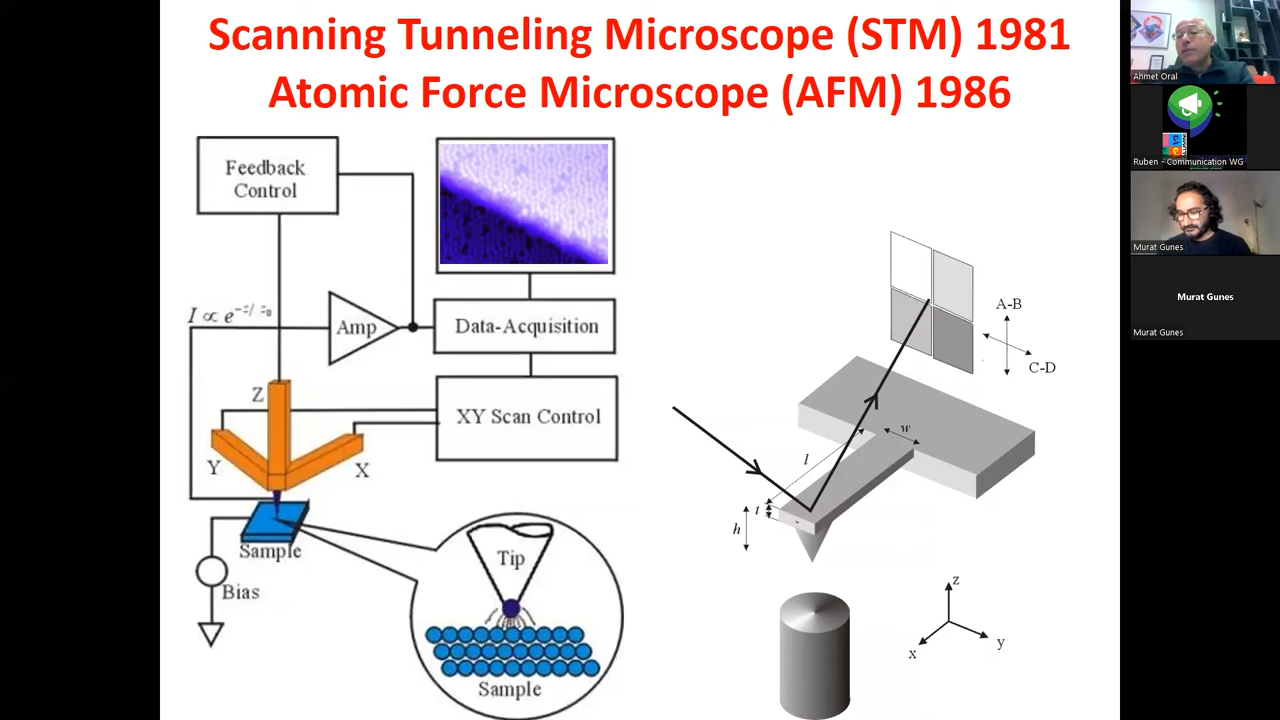 Scanning Tunneling Microscope (STM) 1981
Atomic Force Microscope (AFM) 1986
Feedback
Control
Amp
Data-Acquisition
XY Scan Control
Z
Y
X
Sample
Bias
Tip
Sample
A-B
C-D
w
l
t
h
z
y
x
Ahmet Oral
Ruben - Communication WG
Murat Gunes
Murat Gunes
Murat Gunes